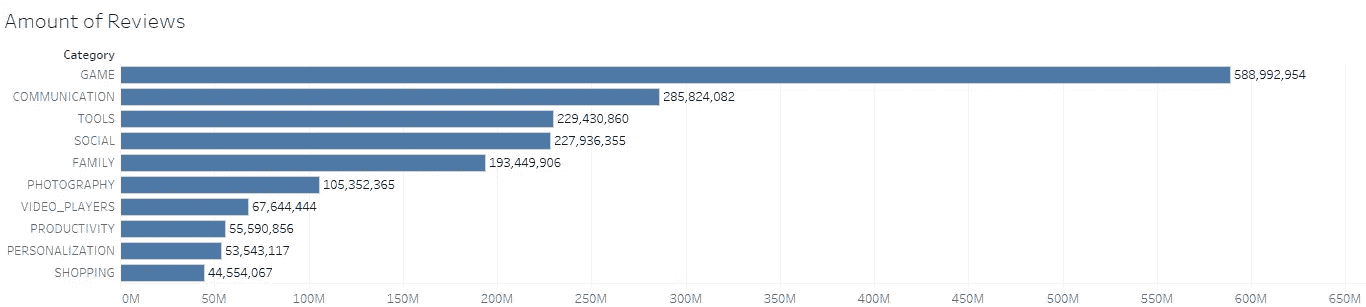 Amount of Reviews
Category
GAME 588,992,954
COMMUNICATION 285,824,082
TOOLS 229,430,860
SOCIAL 227,936,355
FAMILY 193,449,906
PHOTOGRAPHY 105,352,365
VIDEO_PLAYERS 67,644,444
PRODUCTIVITY 55,590,856
PERSONALIZATION 53,543,117
SHOPPING 44,554,067
0M 50M 100M 150M 200M 250M 300M 350M 400M 450M 500M 550M 600M 650M